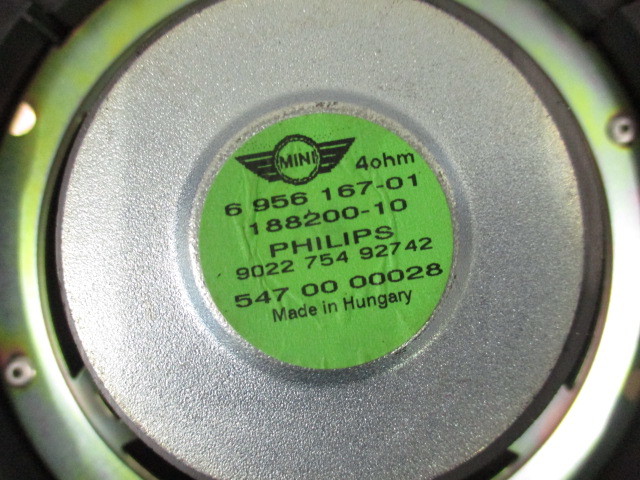 MINI 4ohm
6 956 167-01
188200-10
PHILIPS
9022 754 92742
547 00 00028
Made in Hungary